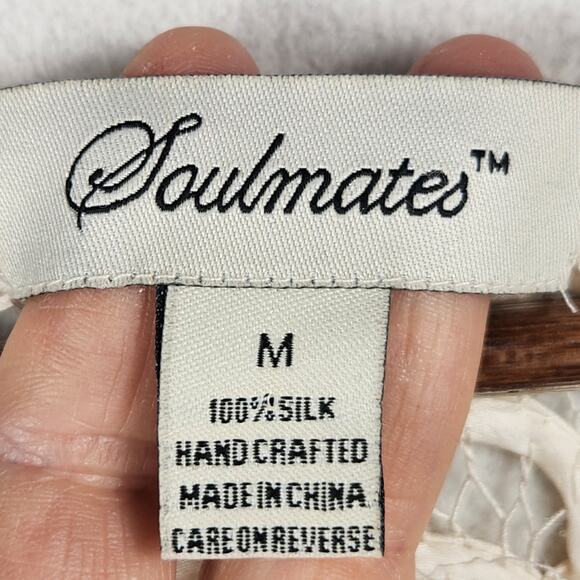 Soulmates™
M
100% SILK
HAND CRAFTED
MADE IN CHINA
CARE ON REVERSE